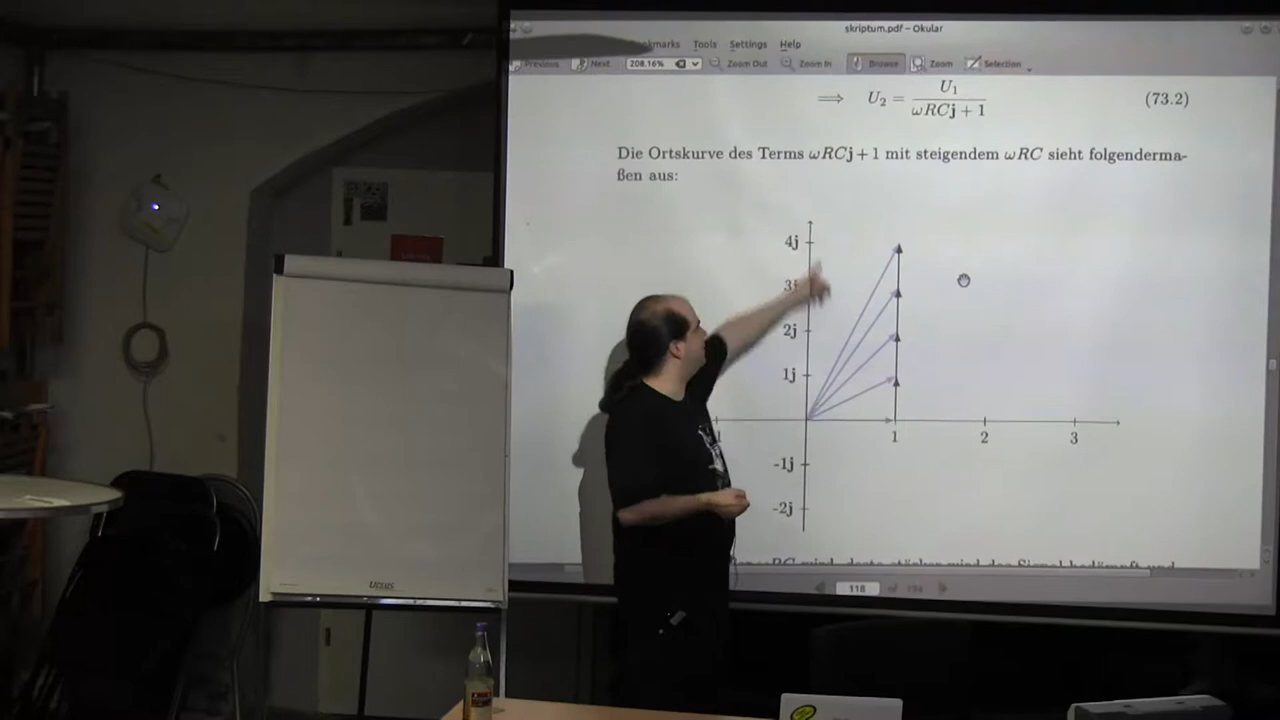 skriptum.pdf – Okular
Tools Settings Help
Previous Next 208.16% Zoom Out Zoom In Browse Zoom Selection
⟹ U₂ = U₁ / (ωRCj + 1) (73.2)
Die Ortskurve des Terms ωRCj + 1 mit steigendem ωRC sieht folgenderma-
ßen aus:
4j
3j
2j
1j
1 2 3
-1j
-2j
118 of